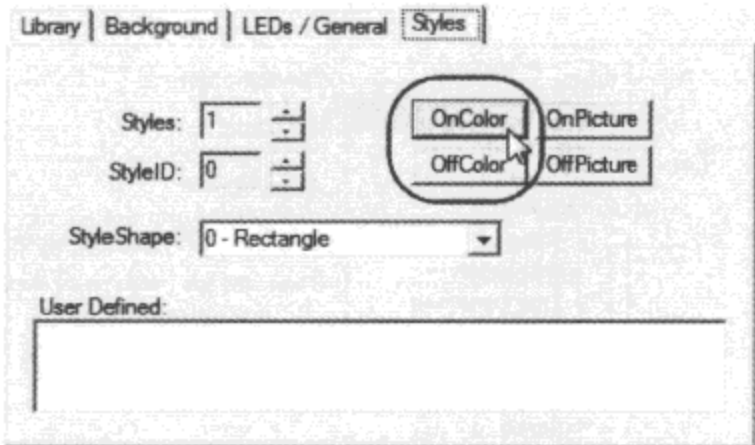 Library Background LEDs / General Styles
Styles: 1 OnColor OnPicture
StyleID: 0 OffColor OffPicture
StyleShape: 0 - Rectangle
User Defined: